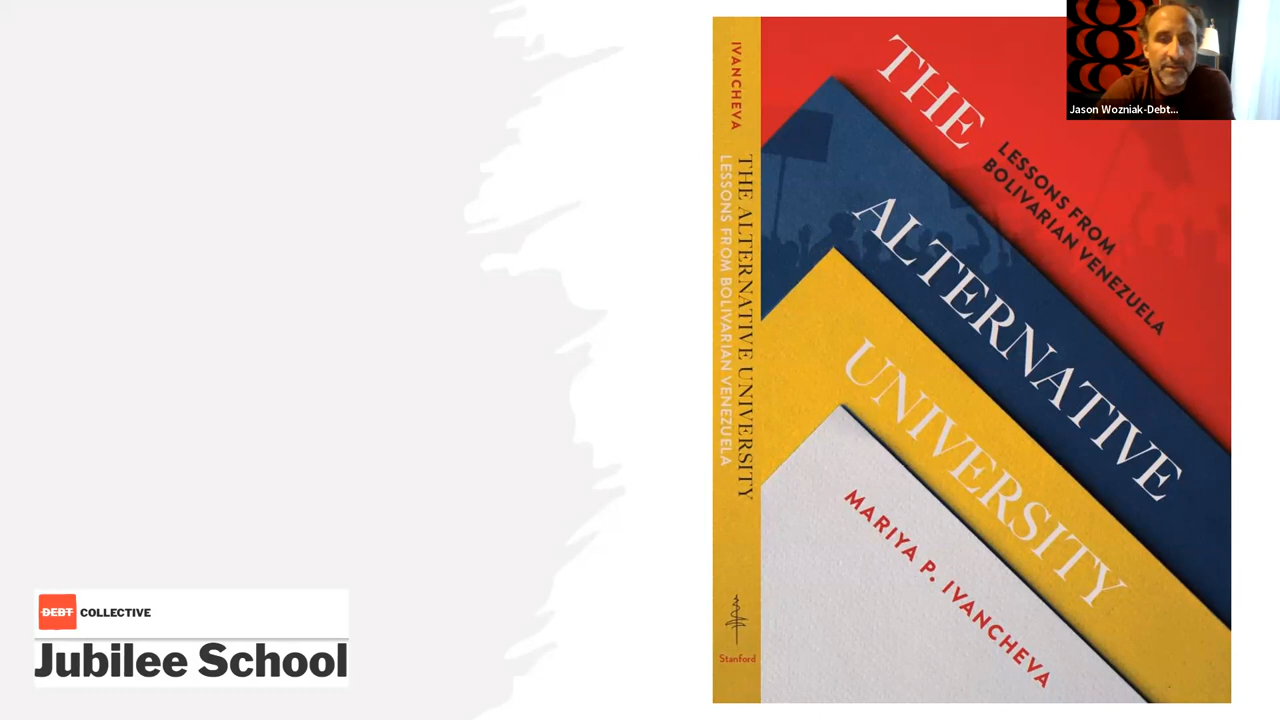 DEBT COLLECTIVE
Jubilee School
IVANCHEVA
THE ALTERNATIVE UNIVERSITY
LESSONS FROM BOLIVARIAN VENEZUELA
Stanford
THE
LESSONS FROM
BOLIVARIAN VENEZUELA
ALTERNATIVE
UNIVERSITY
MARIYA P. IVANCHEVA
Jason Wozniak-Debt...